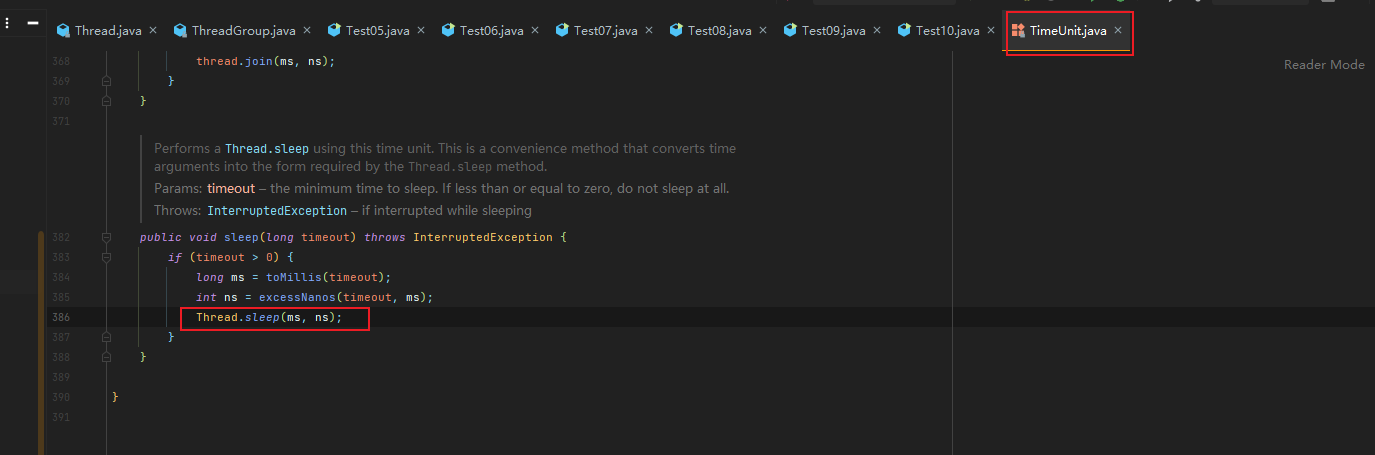 Thread.java ThreadGroup.java Test05.java Test06.java Test07.java Test08.java Test09.java Test10.java TimeUnit.java
Reader Mode
368 thread.join(ms, ns);
369 }
370 }
371
Performs a Thread.sleep using this time unit. This is a convenience method that converts time
arguments into the form required by the Thread.sleep method.
Params: timeout – the minimum time to sleep. If less than or equal to zero, do not sleep at all.
Throws: InterruptedException – if interrupted while sleeping
382 public void sleep(long timeout) throws InterruptedException {
383 if (timeout > 0) {
384 long ms = toMillis(timeout);
385 int ns = excessNanos(timeout, ms);
386 Thread.sleep(ms, ns);
387 }
388 }
389
390 }
391